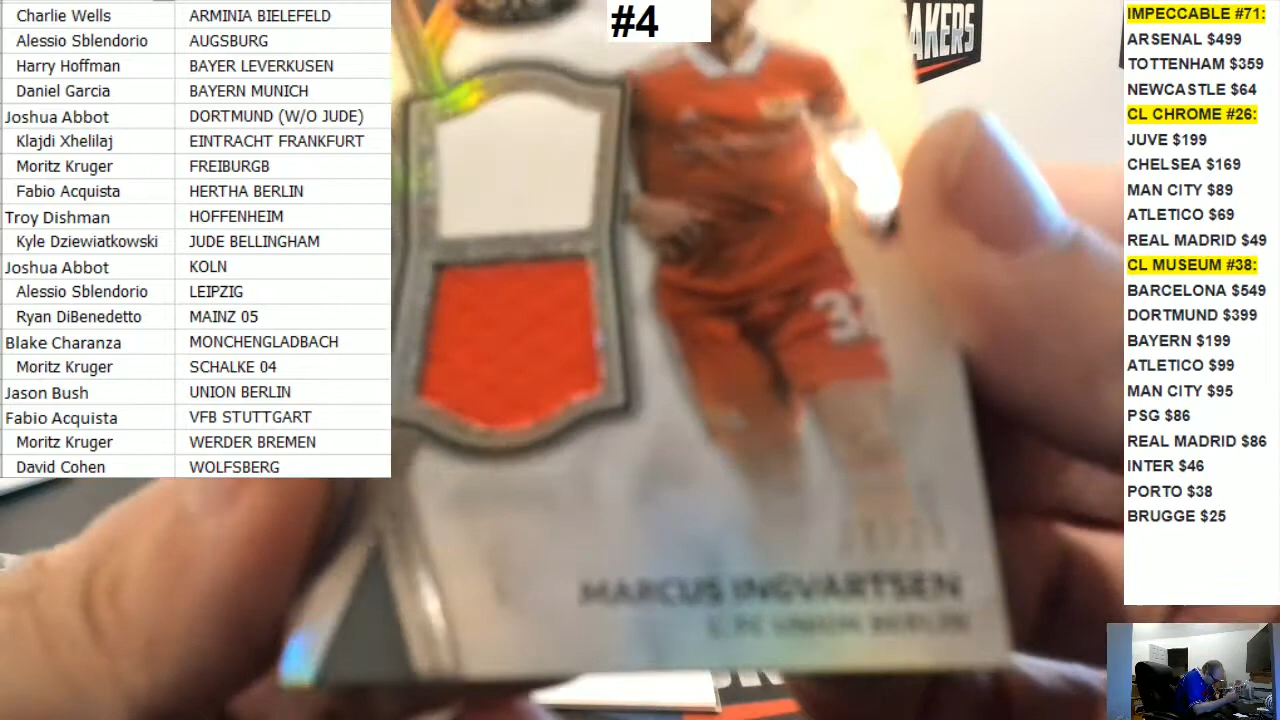 Charlie Wells ARMINIA BIELEFELD
Alessio Sblendorio AUGSBURG
Harry Hoffman BAYER LEVERKUSEN
Daniel Garcia BAYERN MUNICH
Joshua Abbot DORTMUND (W/O JUDE)
Klajdi Xhelilaj EINTRACHT FRANKFURT
Moritz Kruger FREIBURGB
Fabio Acquista HERTHA BERLIN
Troy Dishman HOFFENHEIM
Kyle Dziewiatkowski JUDE BELLINGHAM
Joshua Abbot KOLN
Alessio Sblendorio LEIPZIG
Ryan DiBenedetto MAINZ 05
Blake Charanza MONCHENGLADBACH
Moritz Kruger SCHALKE 04
Jason Bush UNION BERLIN
Fabio Acquista VFB STUTTGART
Moritz Kruger WERDER BREMEN
David Cohen WOLFSBERG
#4
AKERS
MARCUS INGVARTSEN
1. FC UNION BERLIN
IMPECCABLE #71:
ARSENAL $499
TOTTENHAM $359
NEWCASTLE $64
CL CHROME #26:
JUVE $199
CHELSEA $169
MAN CITY $89
ATLETICO $69
REAL MADRID $49
CL MUSEUM #38:
BARCELONA $549
DORTMUND $399
BAYERN $199
ATLETICO $99
MAN CITY $95
PSG $86
REAL MADRID $86
INTER $46
PORTO $38
BRUGGE $25